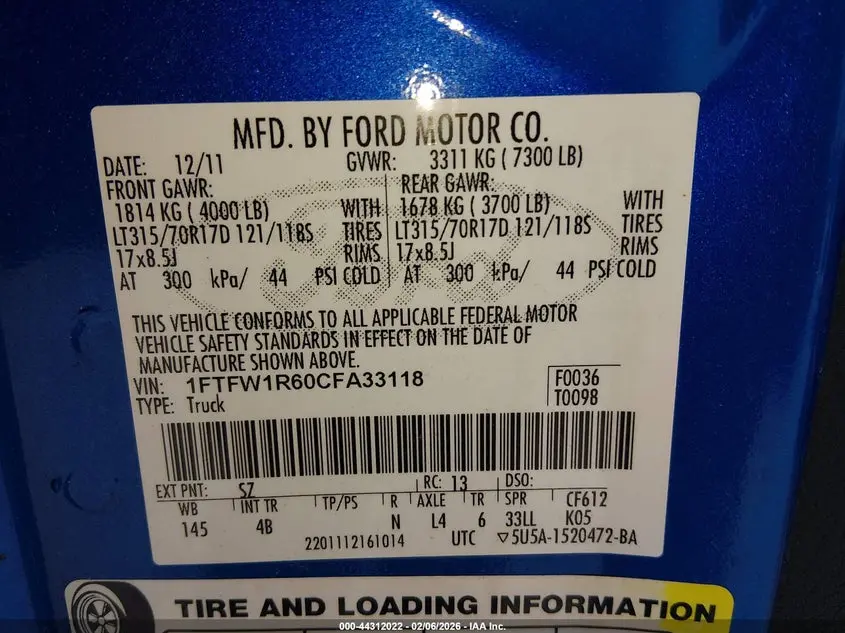 MFD. BY FORD MOTOR CO.
DATE: 12/11 GVWR: 3311 KG ( 7300 LB)
FRONT GAWR: REAR GAWR:
1814 KG ( 4000 LB) WITH 1678 KG ( 3700 LB) WITH
LT315/70R17D 121/118S TIRES LT315/70R17D 121/118S TIRES
17x8.5J RIMS 17x8.5J RIMS
AT 300 kPa/ 44 PSI COLD AT 300 kPa/ 44 PSI COLD
THIS VEHICLE CONFORMS TO ALL APPLICABLE FEDERAL MOTOR
VEHICLE SAFETY STANDARDS IN EFFECT ON THE DATE OF
MANUFACTURE SHOWN ABOVE.
VIN: 1FTFW1R60CFA33118 F0036
TYPE: Truck T0098
EXT PNT: SZ RC: 13 DSO:
WB INT TR TP/PS R AXLE TR SPR CF612
145 4B N L4 6 33LL K05
2201112161014 UTC ▽5U5A-1520472-BA
TIRE AND LOADING INFORMATION
000-44312022 - 02/06/2026 - IAA Inc.